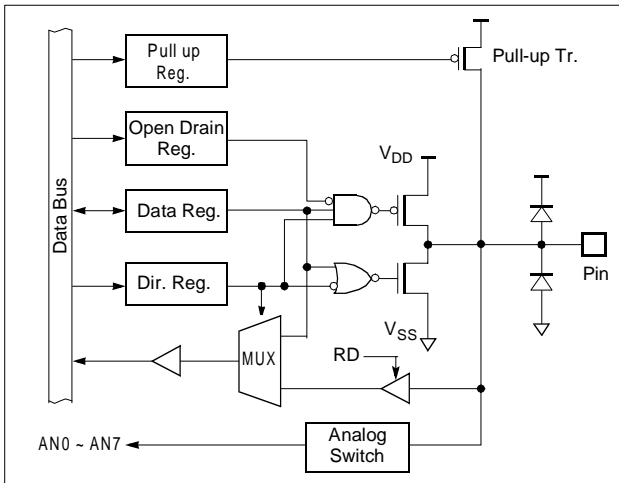 Pull up
Reg.
Pull-up Tr.
Open Drain
Reg.
VDD
Data Bus
Data Reg.
Dir. Reg.
Pin
VSS
MUX
RD
AN0 ~ AN7
Analog
Switch